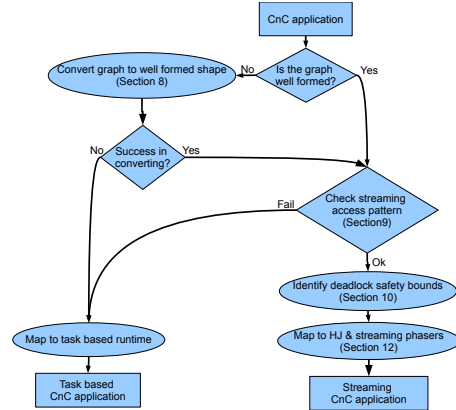 CnC application
Is the graph
well formed?
No
Yes
Convert graph to well formed shape
(Section 8)
No
Success in
converting?
Yes
Check streaming
access pattern
(Section9)
Fail
Ok
Identify deadlock safety bounds
(Section 10)
Map to task based runtime
Map to HJ & streaming phasers
(Section 12)
Task based
CnC application
Streaming
CnC application